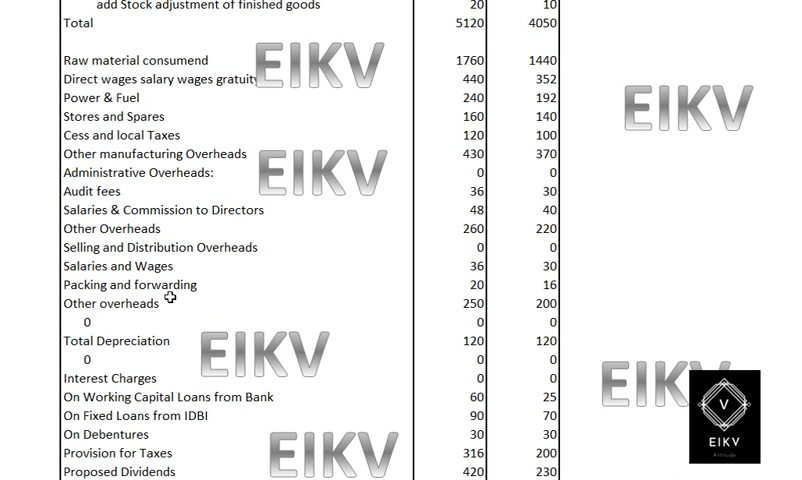 add Stock adjustment of finished goods 20 10
Total 5120 4050
Raw material consumend 1760 1440
Direct wages salary wages gratuity 440 352
Power & Fuel 240 192
Stores and Spares 160 140
Cess and local Taxes 120 100
Other manufacturing Overheads 430 370
Administrative Overheads: 0 0
Audit fees 36 30
Salaries & Commission to Directors 48 40
Other Overheads 260 220
Selling and Distribution Overheads 0 0
Salaries and Wages 36 30
Packing and forwarding 20 16
Other overheads 250 200
0 0 0
Total Depreciation 120 120
0 0 0
Interest Charges 0 0
On Working Capital Loans from Bank 60 25
On Fixed Loans from IDBI 90 70
On Debentures 30 30
Provision for Taxes 316 200
Proposed Dividends 420 230
EIKV
EIKV
EIKV
EIKV
EIKV
EIKV
V
EIKV
Attitude